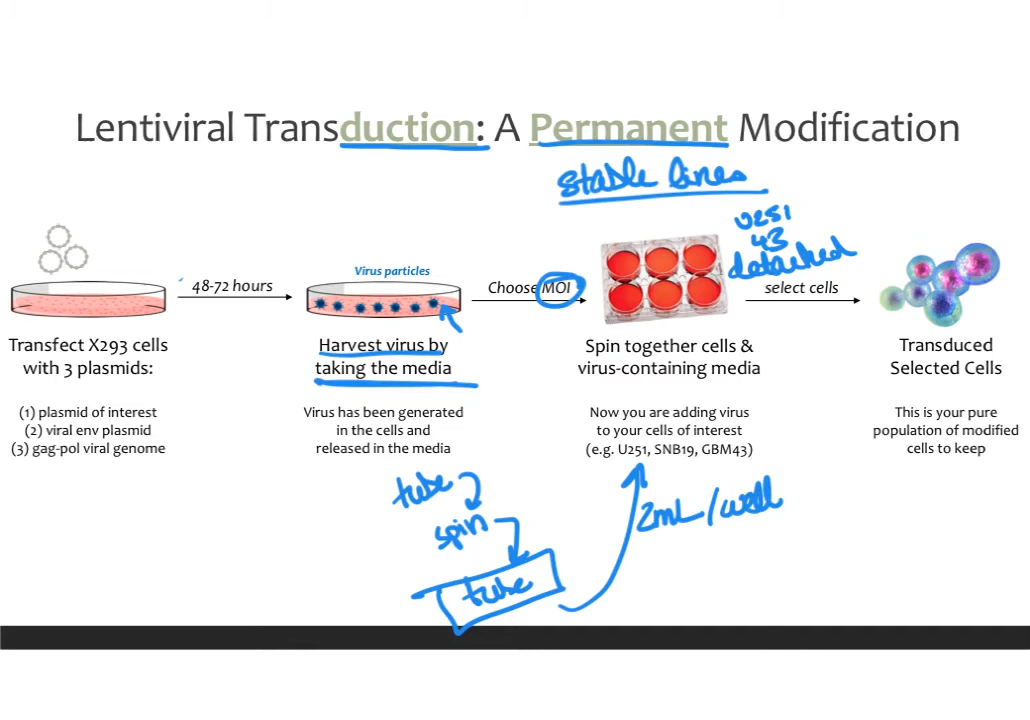 Lentiviral Transduction: A Permanent Modification
stable lines
U251
43
detached
Virus particles
48-72 hours
Choose MOI
select cells
Transfect X293 cells
with 3 plasmids:
(1) plasmid of interest
(2) viral env plasmid
(3) gag-pol viral genome
Harvest virus by
taking the media
Virus has been generated
in the cells and
released in the media
Spin together cells &
virus-containing media
Now you are adding virus
to your cells of interest
(e.g. U251, SNB19, GBM43)
Transduced
Selected Cells
This is your pure
population of modified
cells to keep
tube
spin
tube
2mL/well